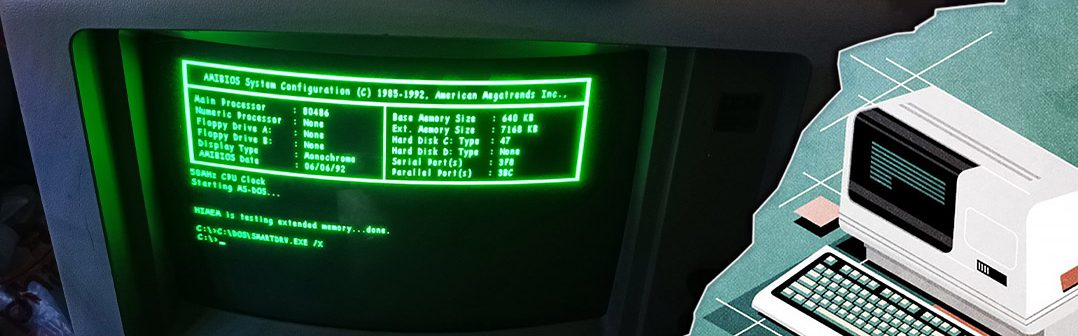 AMIBIOS System Configuration (C) 1985-1992, American Megatrends Inc.,
Main Processor : 80486
Numeric Processor : None
Floppy Drive A: : None
Floppy Drive B: : None
Display Type : Monochrome
AMIBIOS Date : 06/06/92
Base Memory Size : 640 KB
Ext. Memory Size : 7168 KB
Hard Disk C: Type : 47
Hard Disk D: Type : None
Serial Port(s) : 3F8
Parallel Port(s) : 3BC
50MHz CPU Clock
Starting MS-DOS...
HIMEM is testing extended memory...done.
C:\>C:\DOS\SMARTDRV.EXE /X
C:\>_